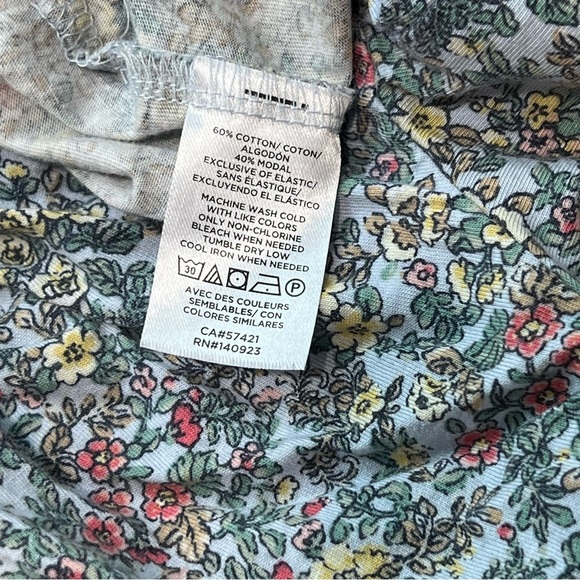 60% COTTON/ COTON/
ALGODÓN
40% MODAL
EXCLUSIVE OF ELASTIC/
SANS ÉLASTIQUE/
EXCLUYENDO EL ELÁSTICO
MACHINE WASH COLD
WITH LIKE COLORS
ONLY NON-CHLORINE
BLEACH WHEN NEEDED
TUMBLE DRY LOW
COOL IRON WHEN NEEDED
30 P
AVEC DES COULEURS
SEMBLABLES/ CON
COLORES SIMILARES
CA#57421
RN#140923